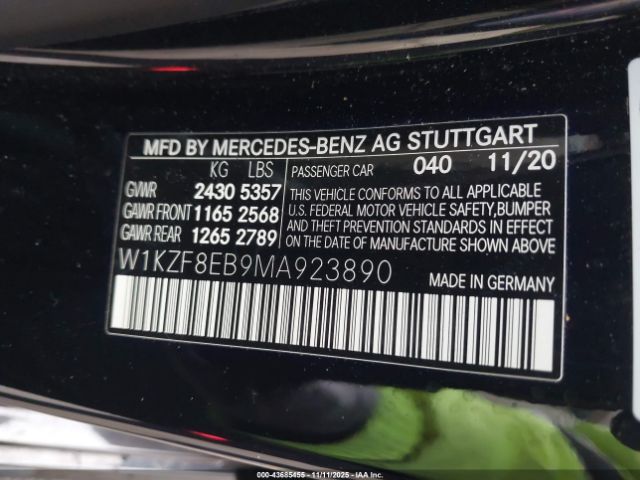 MFD BY MERCEDES-BENZ AG STUTTGART
KG LBS
GVWR 2430 5357
GAWR FRONT 1165 2568
GAWR REAR 1265 2789
PASSENGER CAR 040 11/20
THIS VEHICLE CONFORMS TO ALL APPLICABLE
U.S. FEDERAL MOTOR VEHICLE SAFETY, BUMPER
AND THEFT PREVENTION STANDARDS IN EFFECT
ON THE DATE OF MANUFACTURE SHOWN ABOVE.
W1KZF8EB9MA923890
MADE IN GERMANY
000-43685455 - 11/11/2025 - www.iaai.com